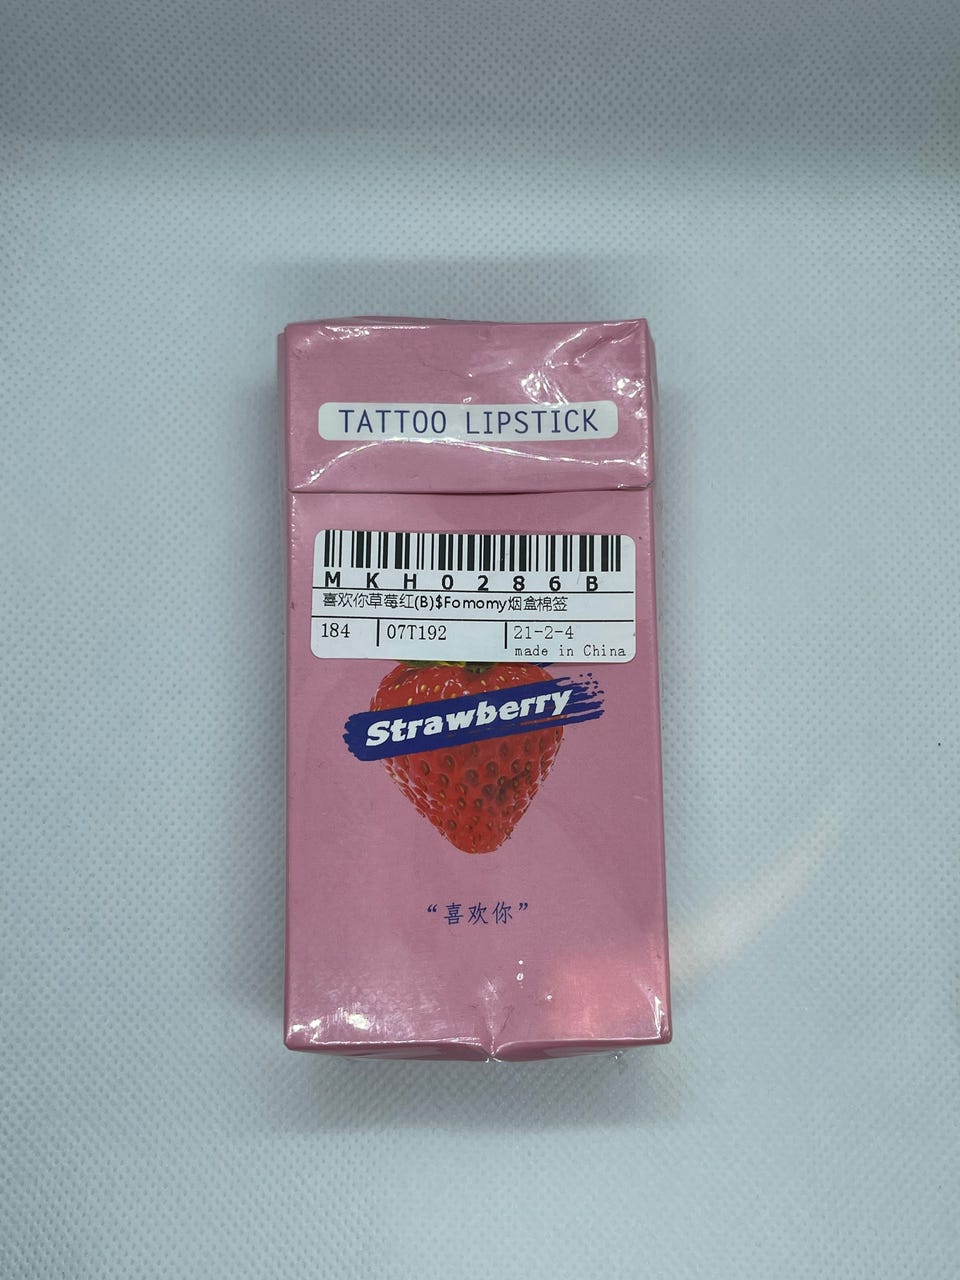 TATTOO LIPSTICK
MKH0286B
喜欢你草莓红(B)$Fomomy烟盒棉签
184 07T192 21-2-4
made in China
Strawberry
“喜欢你”